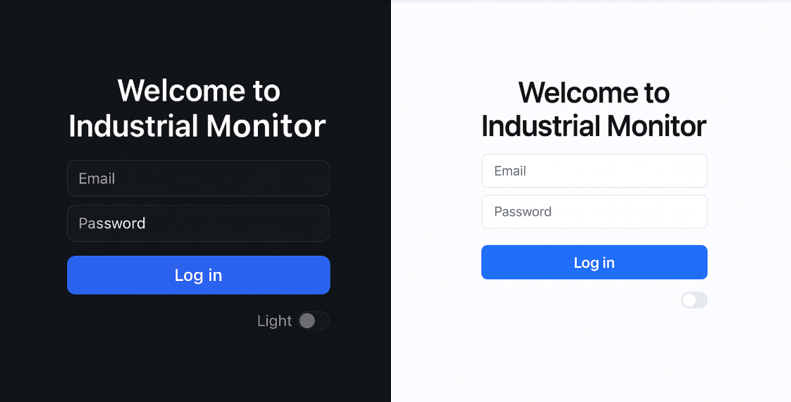 Welcome to
Industrial Monitor
Email
Password
Log in
Light
Welcome to
Industrial Monitor
Email
Password
Log in